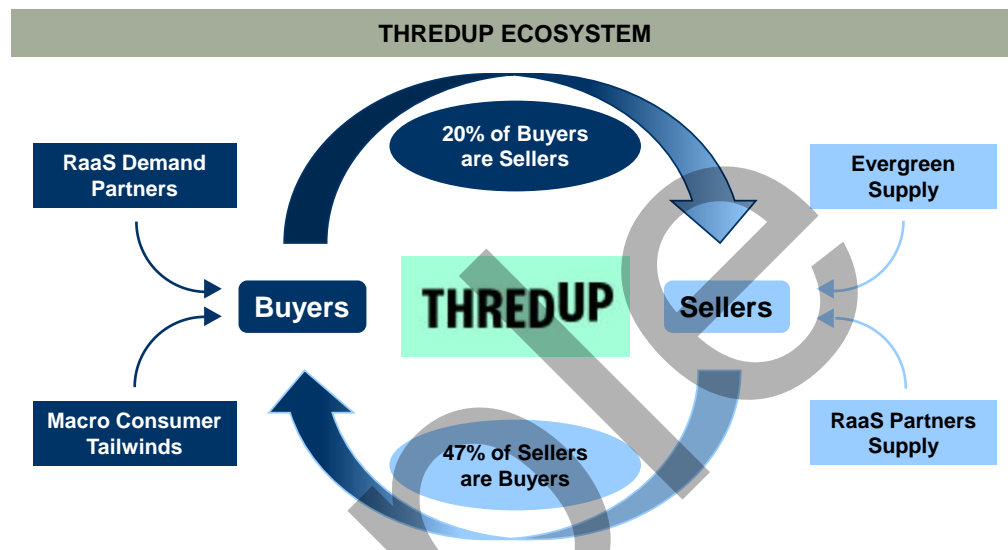 THREDUP ECOSYSTEM
20% of Buyers
are Sellers
RaaS Demand
Partners
Evergreen
Supply
Buyers
THREDUP
Sellers
Macro Consumer
Tailwinds
47% of Sellers
are Buyers
RaaS Partners
Supply